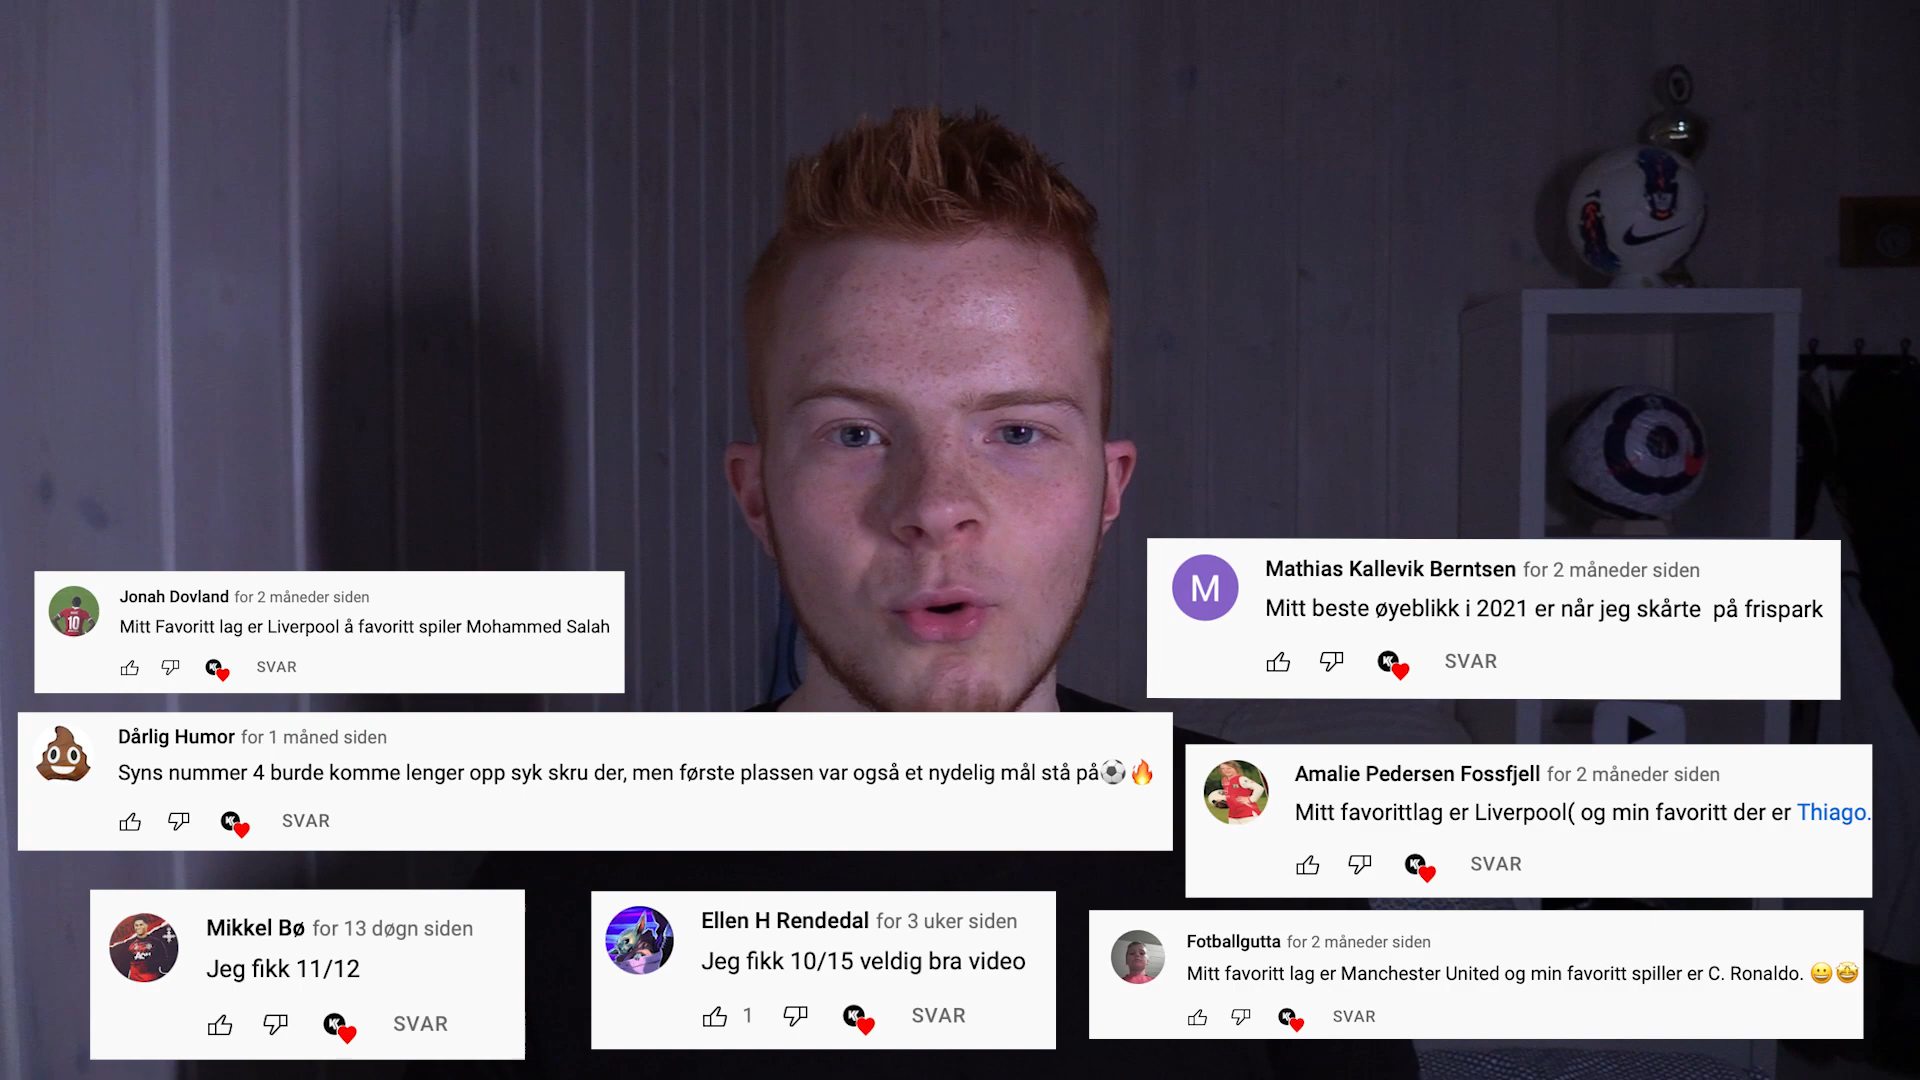 Jonah Dovland for 2 måneder siden
Mitt Favoritt lag er Liverpool å favoritt spiler Mohammed Salah
SVAR
Mathias Kallevik Berntsen for 2 måneder siden
Mitt beste øyeblikk i 2021 er når jeg skårte på frispark
SVAR
M
Dårlig Humor for 1 måned siden
Syns nummer 4 burde komme lenger opp syk skru der, men første plassen var også et nydelig mål stå på⚽🔥
SVAR
Amalie Pedersen Fossfjell for 2 måneder siden
Mitt favorittlag er Liverpool( og min favoritt der er Thiago.
SVAR
Mikkel Bø for 13 døgn siden
Jeg fikk 11/12
SVAR
Ellen H Rendedal for 3 uker siden
Jeg fikk 10/15 veldig bra video
1 SVAR
Fotballgutta for 2 måneder siden
Mitt favoritt lag er Manchester United og min favoritt spiller er C. Ronaldo. 😀🤩
SVAR
10